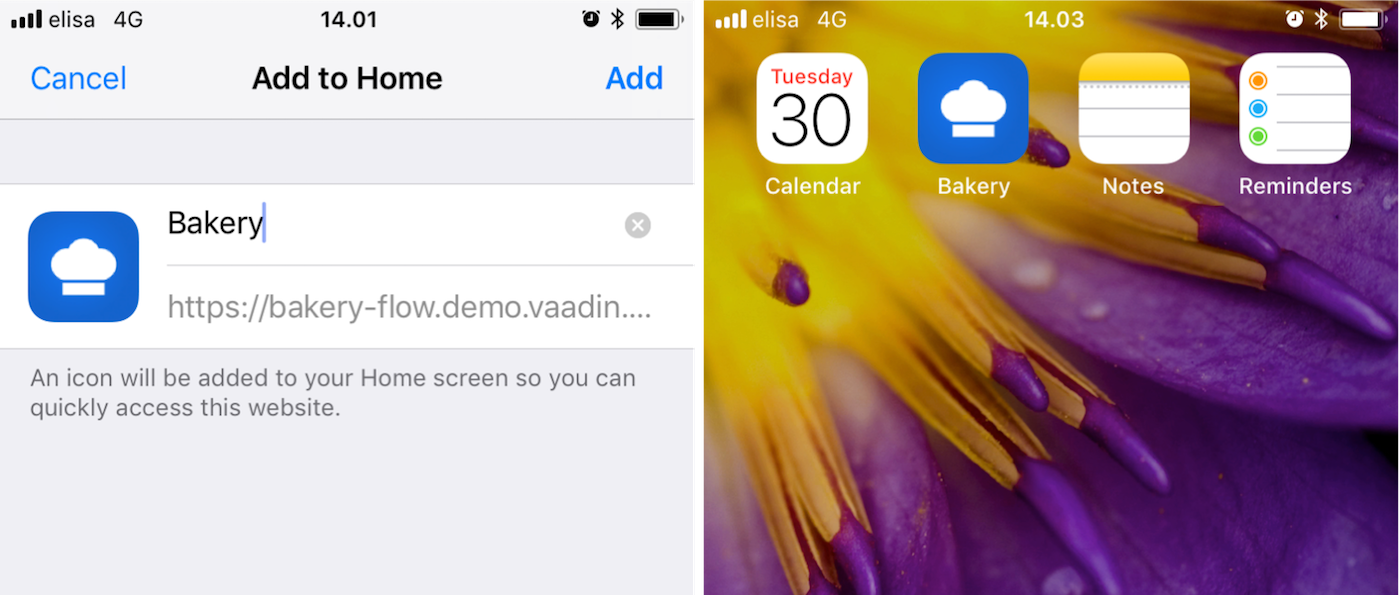 elisa 4G 14.01
Cancel Add to Home Add
Bakery
https://bakery-flow.demo.vaadin....
An icon will be added to your Home screen so you can
quickly access this website.
elisa 4G 14.03
Tuesday
30
Calendar Bakery Notes Reminders